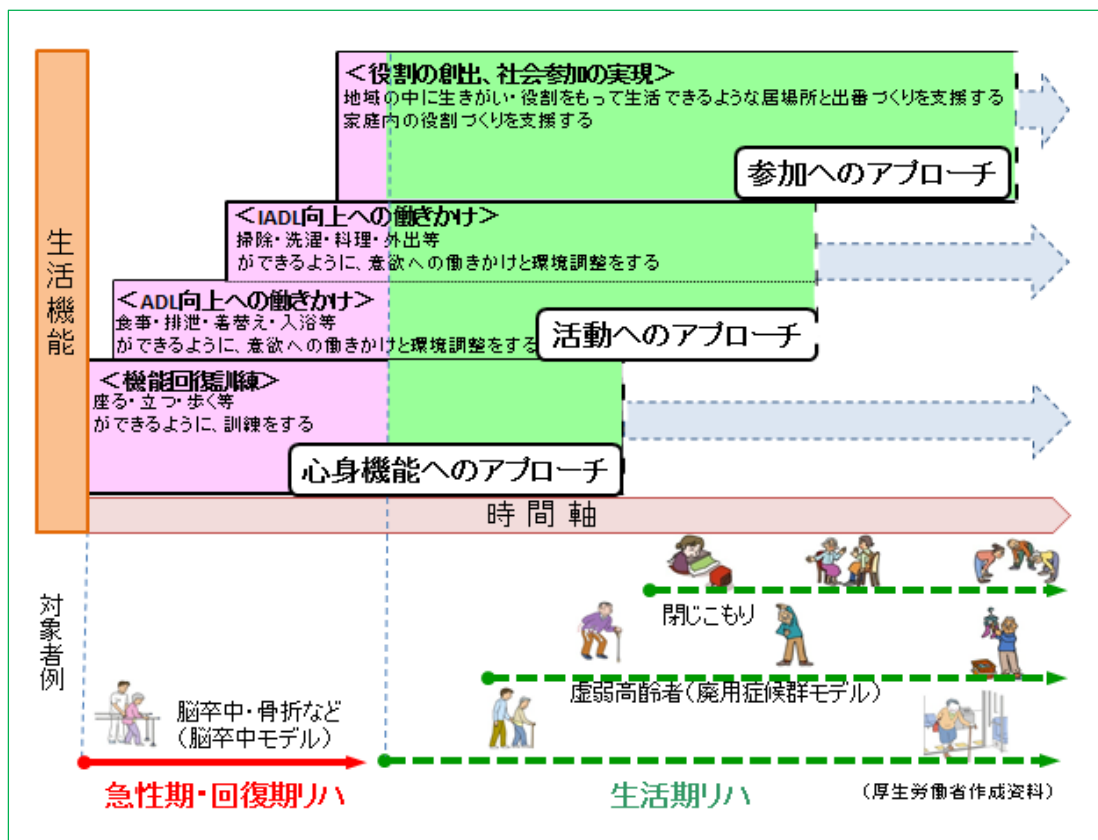 ＜役割の創出、社会参加の実現＞
地域の中に生きがい・役割をもって生活できるような居場所と出番づくりを支援する
家庭内の役割づくりを支援する
参加へのアプローチ
＜IADL向上への働きかけ＞
掃除・洗濯・料理・外出等
ができるように、意欲への働きかけと環境調整をする
＜ADL向上への働きかけ＞
食事・排泄・着替え・入浴等
ができるように、意欲への働きかけと環境調整をする
活動へのアプローチ
＜機能回復訓練＞
座る・立つ・歩く等
ができるように、訓練をする
心身機能へのアプローチ
生活機能
時間軸
対象者例
閉じこもり
虚弱高齢者（廃用症候群モデル）
脳卒中・骨折など
（脳卒中モデル）
急性期・回復期リハ
生活期リハ
（厚生労働省作成資料）